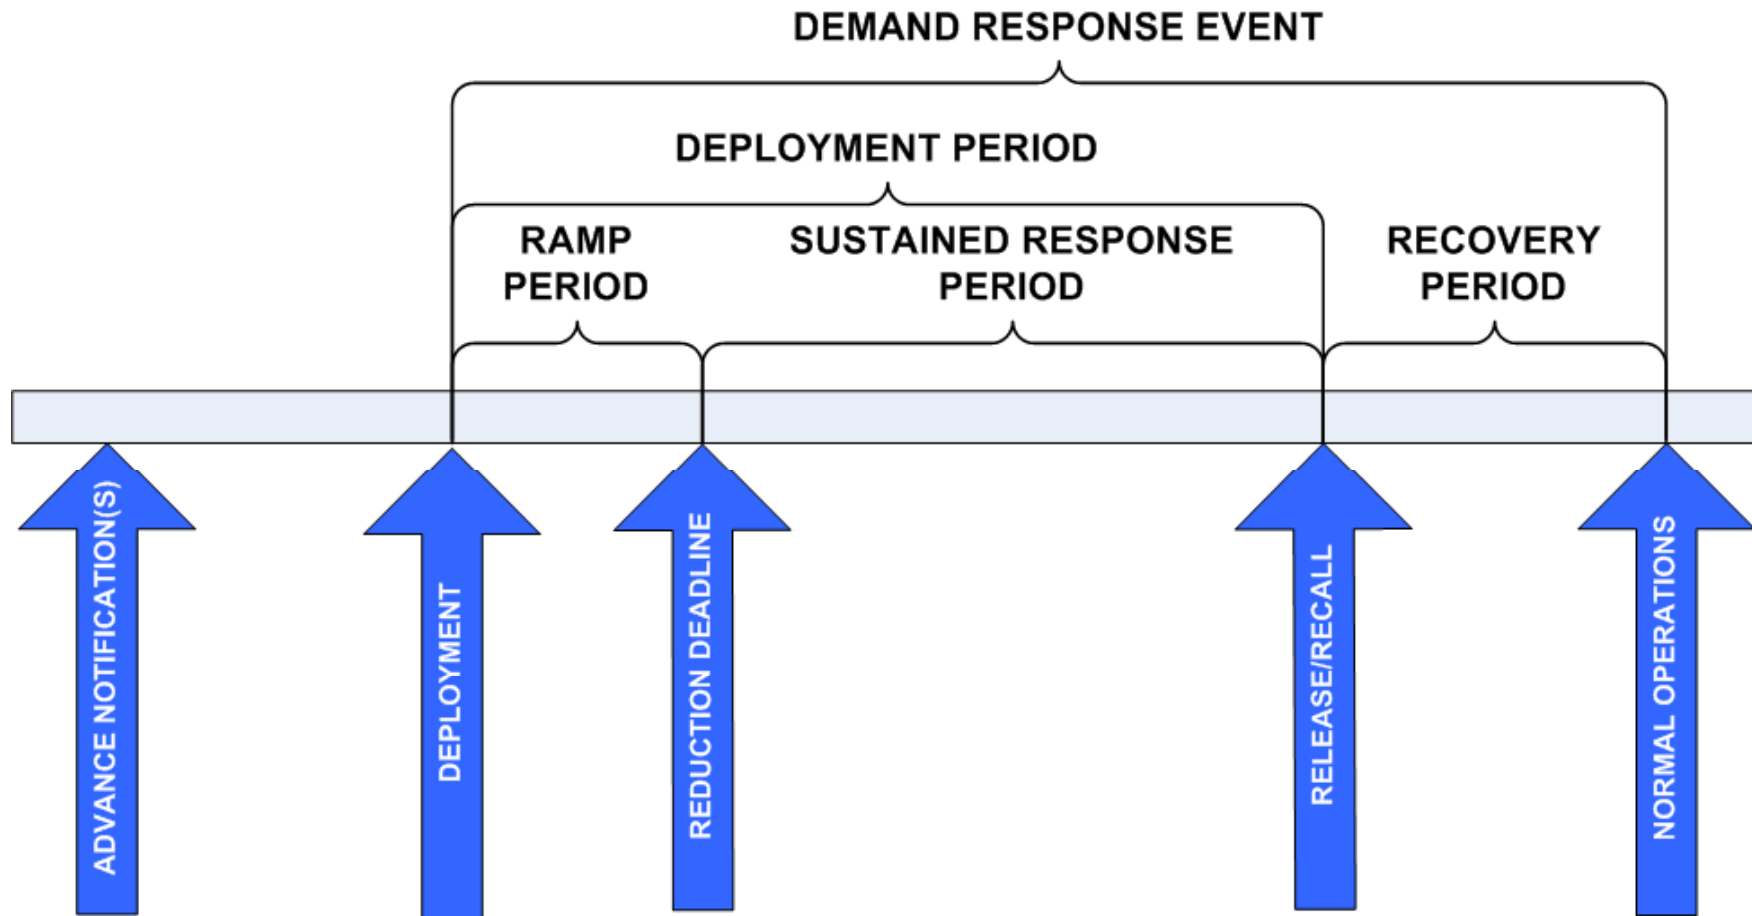 DEMAND RESPONSE EVENT
DEPLOYMENT PERIOD
RAMP
PERIOD
SUSTAINED RESPONSE
PERIOD
RECOVERY
PERIOD
ADVANCE NOTIFICATION(S)
DEPLOYMENT
REDUCTION DEADLINE
RELEASE/RECALL
NORMAL OPERATIONS